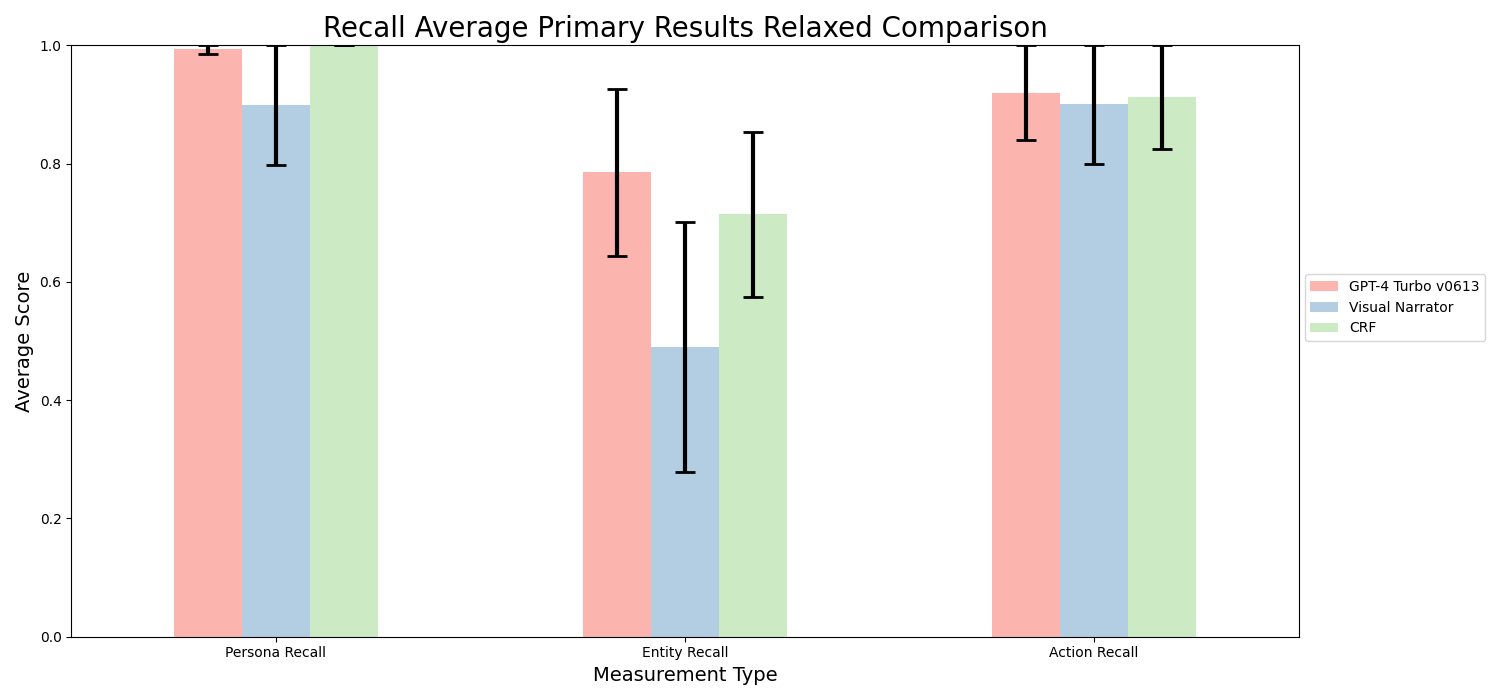 Recall Average Primary Results Relaxed Comparison
1.0
0.8
0.6
0.4
0.2
0.0
Average Score
Persona Recall
Entity Recall
Action Recall
Measurement Type
GPT-4 Turbo v0613
Visual Narrator
CRF